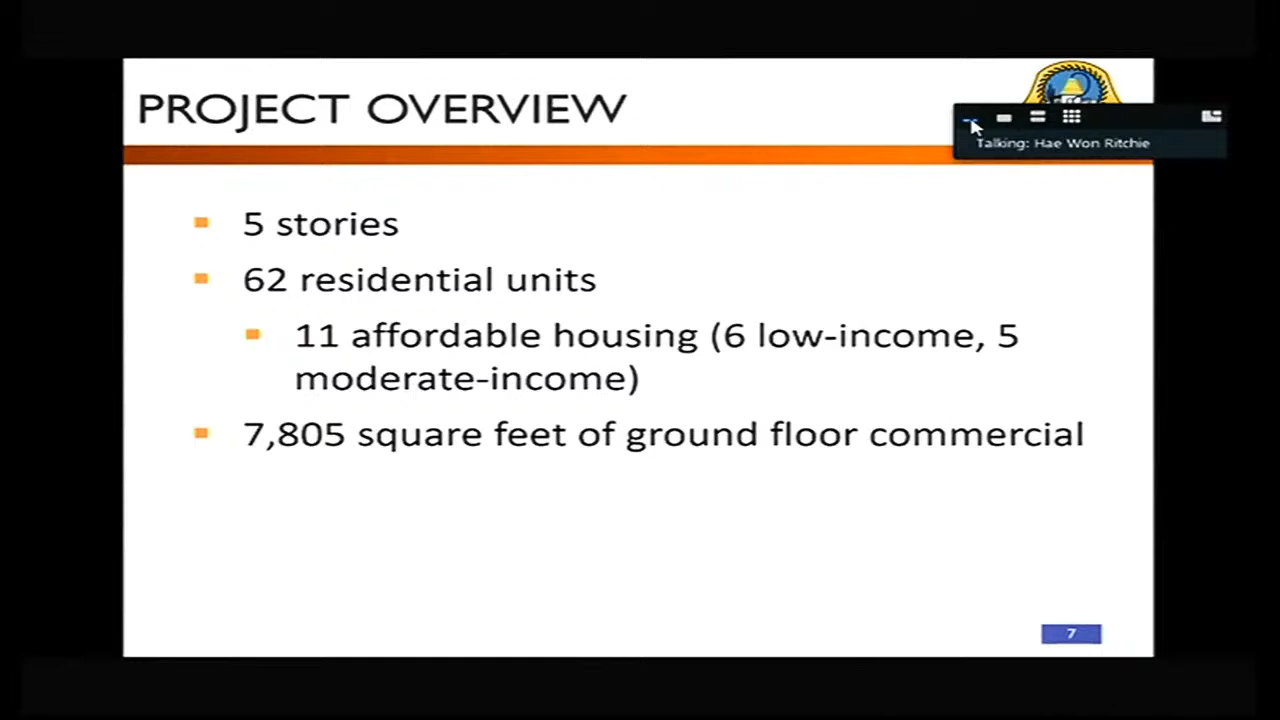 PROJECT OVERVIEW
Talking: Hae Won Ritchie
5 stories
62 residential units
11 affordable housing (6 low-income, 5
moderate-income)
7,805 square feet of ground floor commercial
7